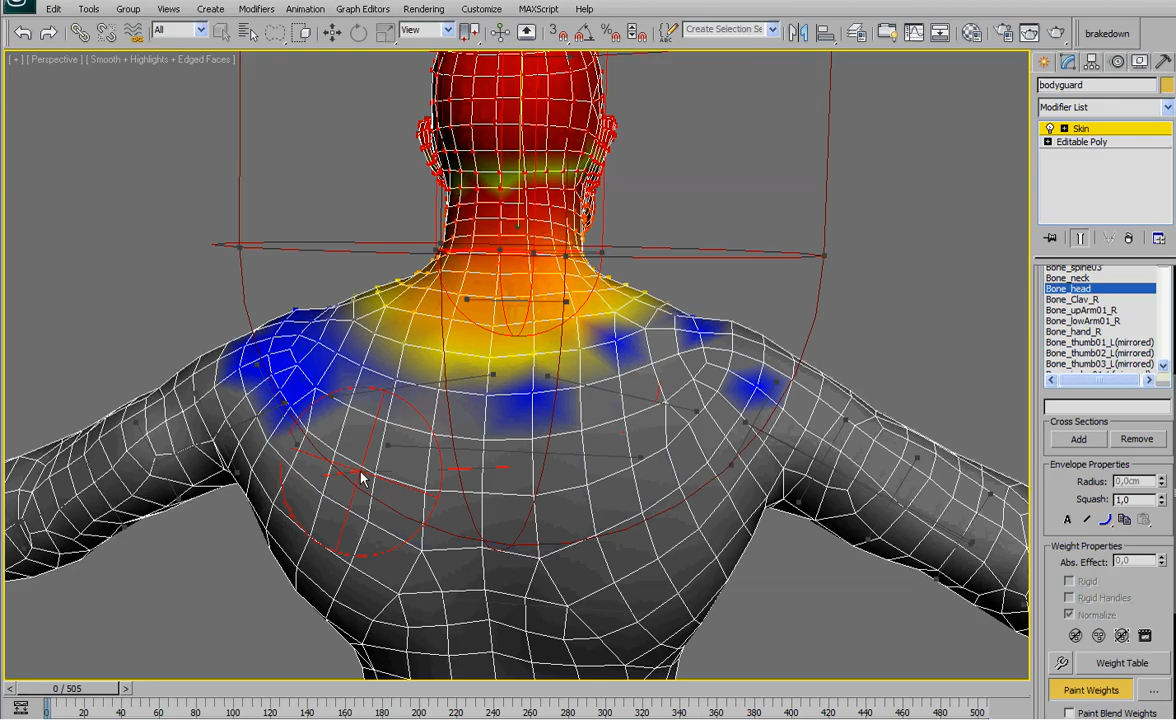 Edit Tools Group Views Create Modifiers Animation Graph Editors Rendering Customize MAXScript Help
All View 3 Create Selection Se brakedown
[ + ] [ Perspective ] [ Smooth + Highlights + Edged Faces ]
bodyguard
Modifier List
Skin
Editable Poly
Bone_spine03
Bone_neck
Bone_head
Bone_Clav_R
Bone_upArm01_R
Bone_lowArm01_R
Bone_hand_R
Bone_thumb01_L(mirrored)
Bone_thumb02_L(mirrored)
Bone_thumb03_L(mirrored)
Cross Sections
Add Remove
Envelope Properties
Radius: 0,0cm
Squash: 1,0
A
Weight Properties
Abs. Effect: 0,0
Rigid
Rigid Handles
Normalize
Weight Table
Paint Weights ...
Paint Blend Weights
< 0 / 505 >
0 20 40 60 80 100 120 140 160 180 200 220 240 260 280 300 320 340 360 380 400 420 440 460 480 500